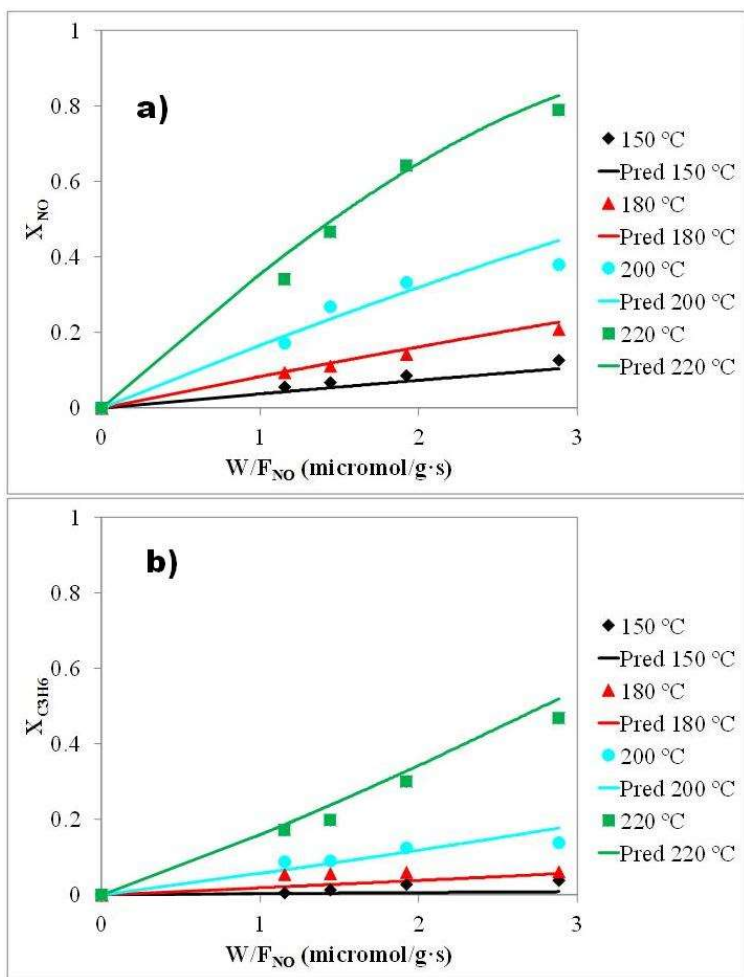 a)
1
0.8
0.6
0.4
0.2
0
X_NO
0 1 2 3
W/F_NO (micromol/g·s)
150 °C
Pred 150 °C
180 °C
Pred 180 °C
200 °C
Pred 200 °C
220 °C
Pred 220 °C
b)
1
0.8
0.6
0.4
0.2
0
X_C3H6
0 1 2 3
W/F_NO (micromol/g·s)
150 °C
Pred 150 °C
180 °C
Pred 180 °C
200 °C
Pred 200 °C
220 °C
Pred 220 °C